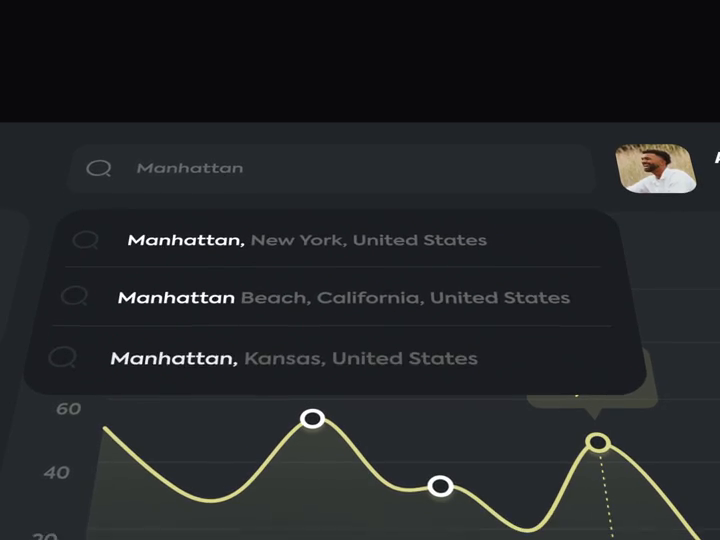 Manhattan
Manhattan, New York, United States
Manhattan Beach, California, United States
Manhattan, Kansas, United States
60
40
20